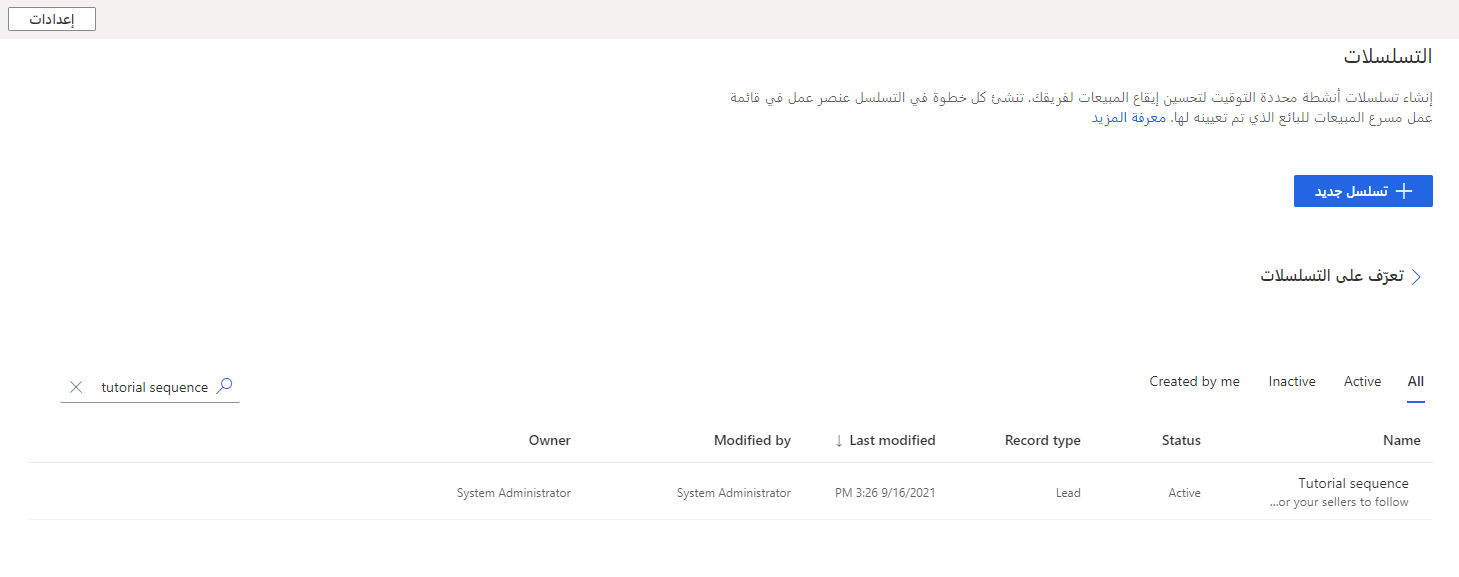 إعدادات
التسلسلات
إنشاء تسلسلات أنشطة محددة التوقيت لتحسين إيقاع المبيعات لفريقك. تنشئ كل خطوة في التسلسل عنصر عمل في قائمة
عمل مسرع المبيعات للبائع الذي تم تعيينه لها. معرفة المزيد
تسلسل جديد
تعرّف على التسلسلات
All Active Inactive Created by me
tutorial sequence
Name Status Record type Last modified Modified by Owner
Tutorial sequence Active Lead PM 3:26 9/16/2021 System Administrator System Administrator
...or your sellers to follow